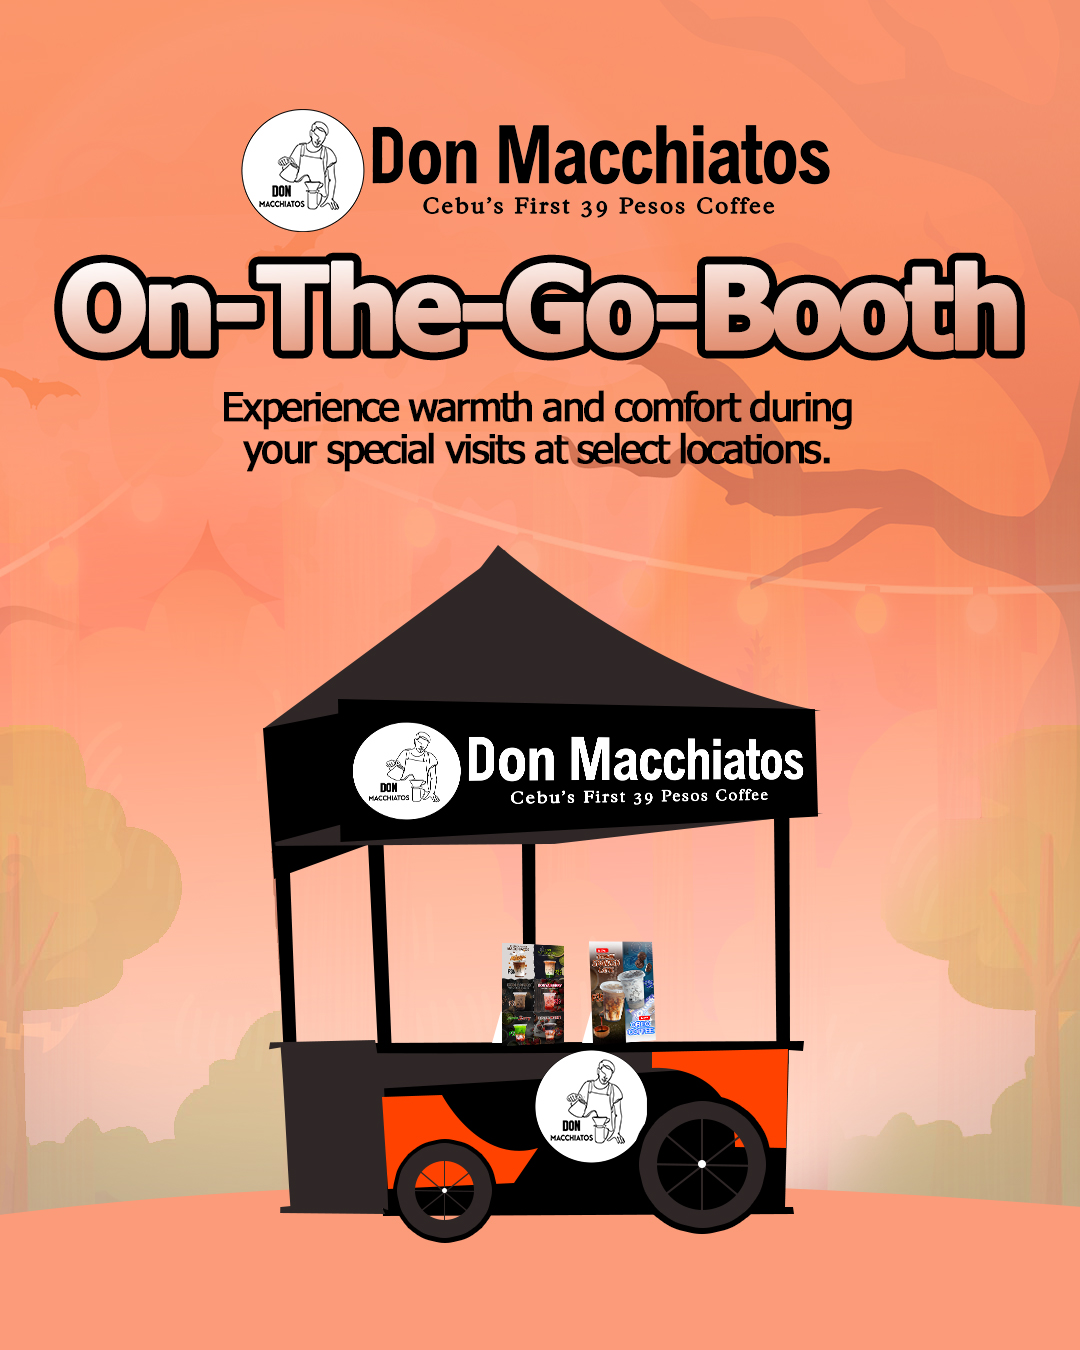 DON
MACCHIATOS
Don Macchiatos
Cebu's First 39 Pesos Coffee
On-The-Go-Booth
Experience warmth and comfort during
your special visits at select locations.
DON
MACCHIATOS
Don Macchiatos
Cebu's First 39 Pesos Coffee
DON
MACCHIATOS